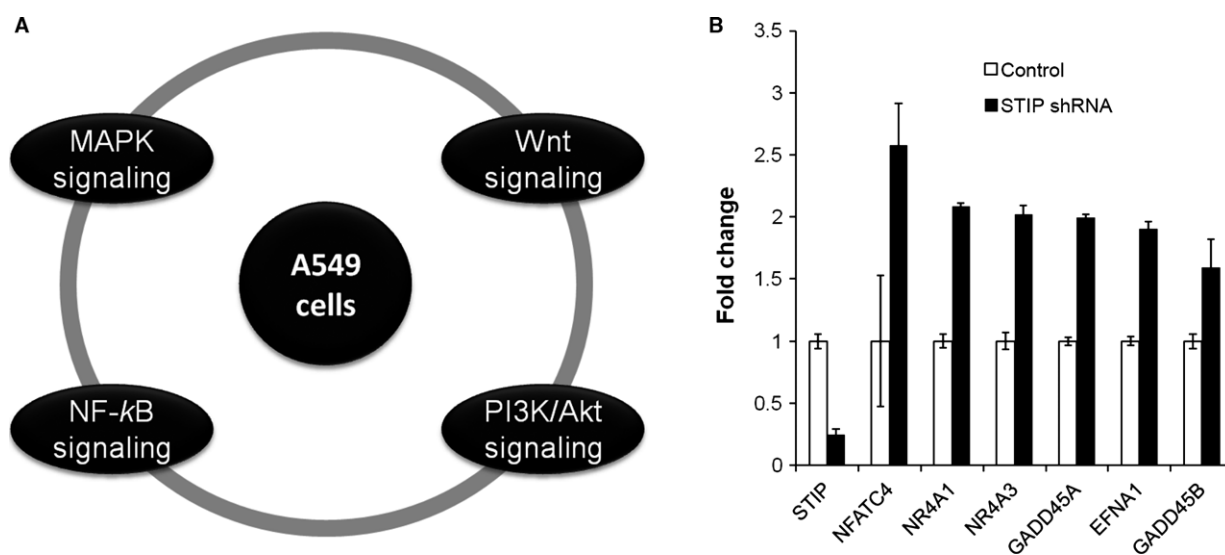 A
MAPK
signaling
Wnt
signaling
A549
cells
NF-kB
signaling
PI3K/Akt
signaling
B
Fold change
3.5
3
2.5
2
1.5
1
0.5
0
Control
STIP shRNA
STIP
NFATC4
NR4A1
NR4A3
GADD45A
EFNA1
GADD45B